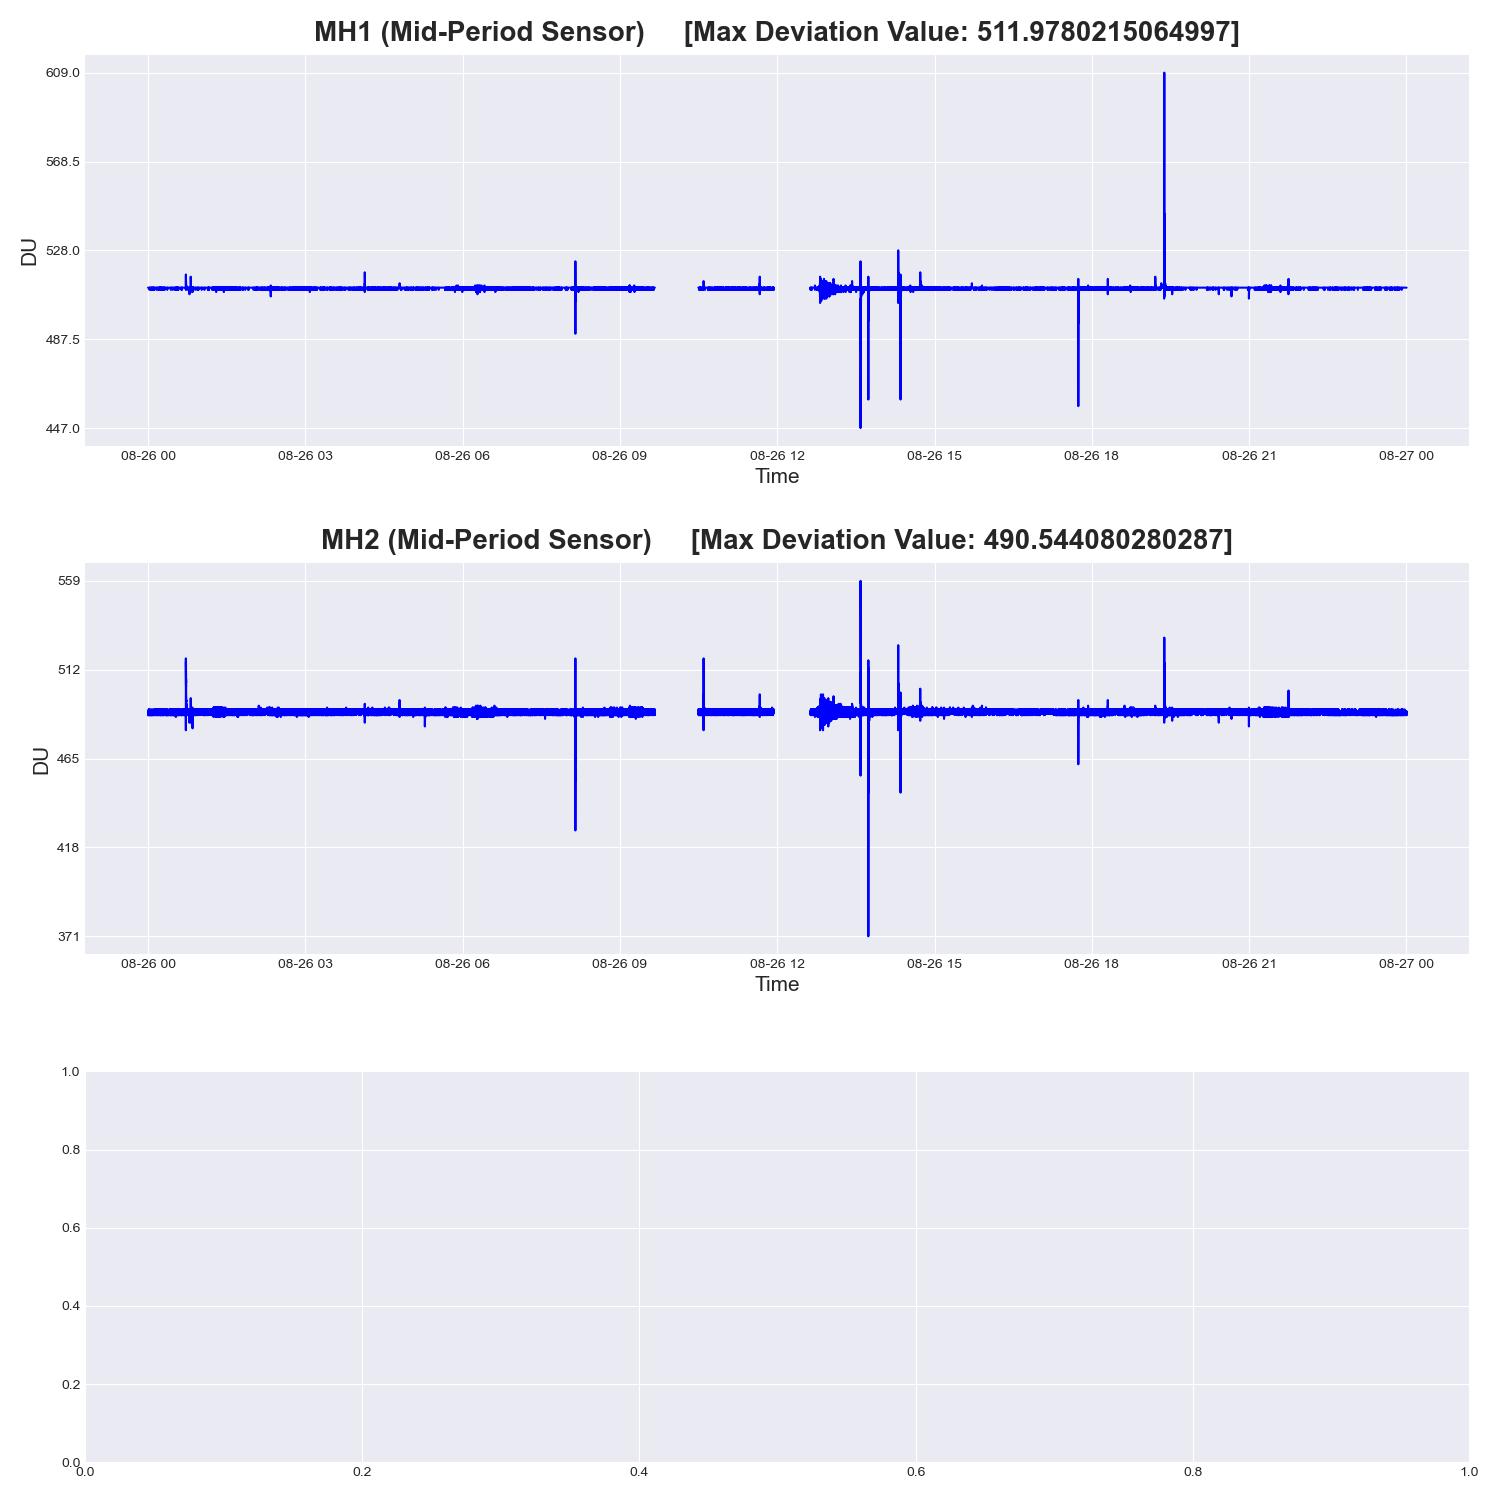 MH1 (Mid-Period Sensor) [Max Deviation Value: 511.9780215064997]
609.0
568.5
528.0
487.5
447.0
DU
08-26 00 08-26 03 08-26 06 08-26 09 08-26 12 08-26 15 08-26 18 08-26 21 08-27 00
Time
MH2 (Mid-Period Sensor) [Max Deviation Value: 490.544080280287]
559
512
465
418
371
DU
08-26 00 08-26 03 08-26 06 08-26 09 08-26 12 08-26 15 08-26 18 08-26 21 08-27 00
Time
1.0
0.8
0.6
0.4
0.2
0.0
0.0 0.2 0.4 0.6 0.8 1.0